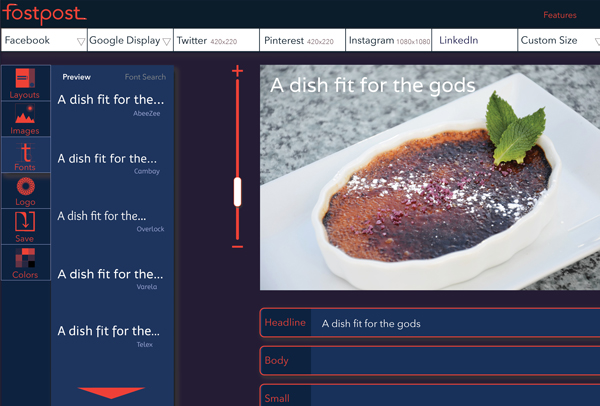 fostpost
Features
Facebook
Google Display
Twitter 420x220
Pinterest 420x220
Instagram 1080x1080
LinkedIn
Custom Size
Layouts
Images
Fonts
Logo
Save
Colors
Preview
Font Search
A dish fit for the...
AbeeZee
A dish fit for the...
Cambay
A dish fit for the...
Overlock
A dish fit for the...
Varela
A dish fit for the...
Telex
A dish fit for the gods
Headline
A dish fit for the gods
Body
Small